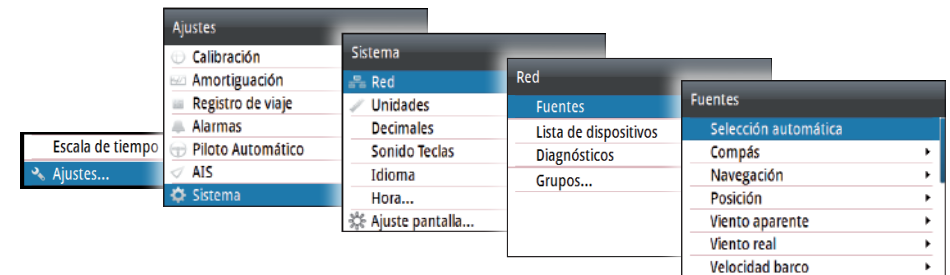 Escala de tiempo
Ajustes...
Ajustes
Calibración
Amortiguación
Registro de viaje
Alarmas
Piloto Automático
AIS
Sistema
Sistema
Red
Unidades
Decimales
Sonido Teclas
Idioma
Hora...
Ajuste pantalla...
Red
Fuentes
Lista de dispositivos
Diagnósticos
Grupos...
Fuentes
Selección automática
Compás
Navegación
Posición
Viento aparente
Viento real
Velocidad barco